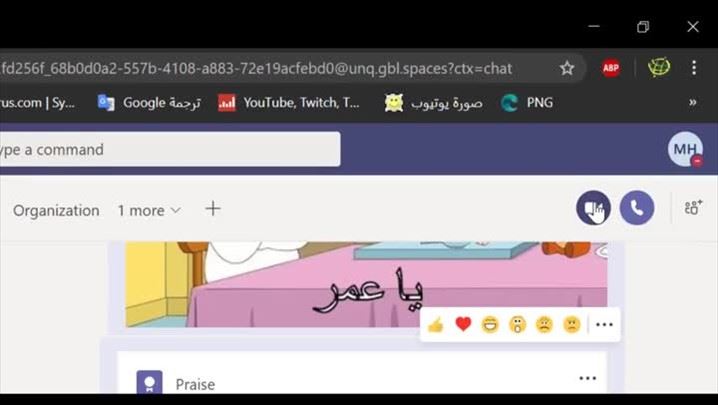 fd256f_68b0d0a2-557b-4108-a883-72e19acfebd0@unq.gbl.spaces?ctx=chat
ABP
rus.com | Sy...
ترجمة Google
YouTube, Twitch, T...
صورة يوتيوب
PNG
»
ype a command
MH
Organization
1 more
يا عمر
Praise